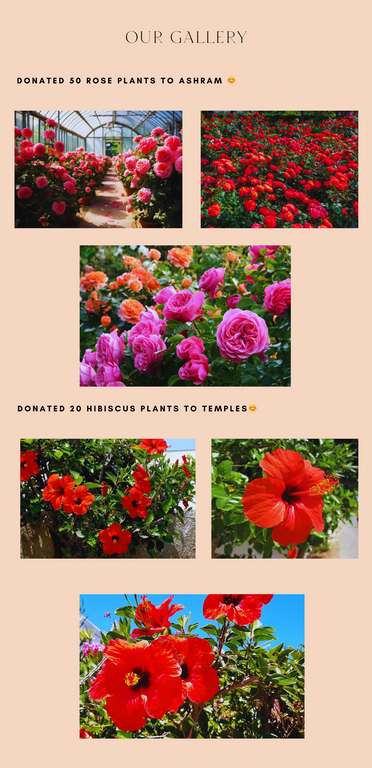 OUR GALLERY
DONATED 50 ROSE PLANTS TO ASHRAM 😊
DONATED 20 HIBISCUS PLANTS TO TEMPLES😊